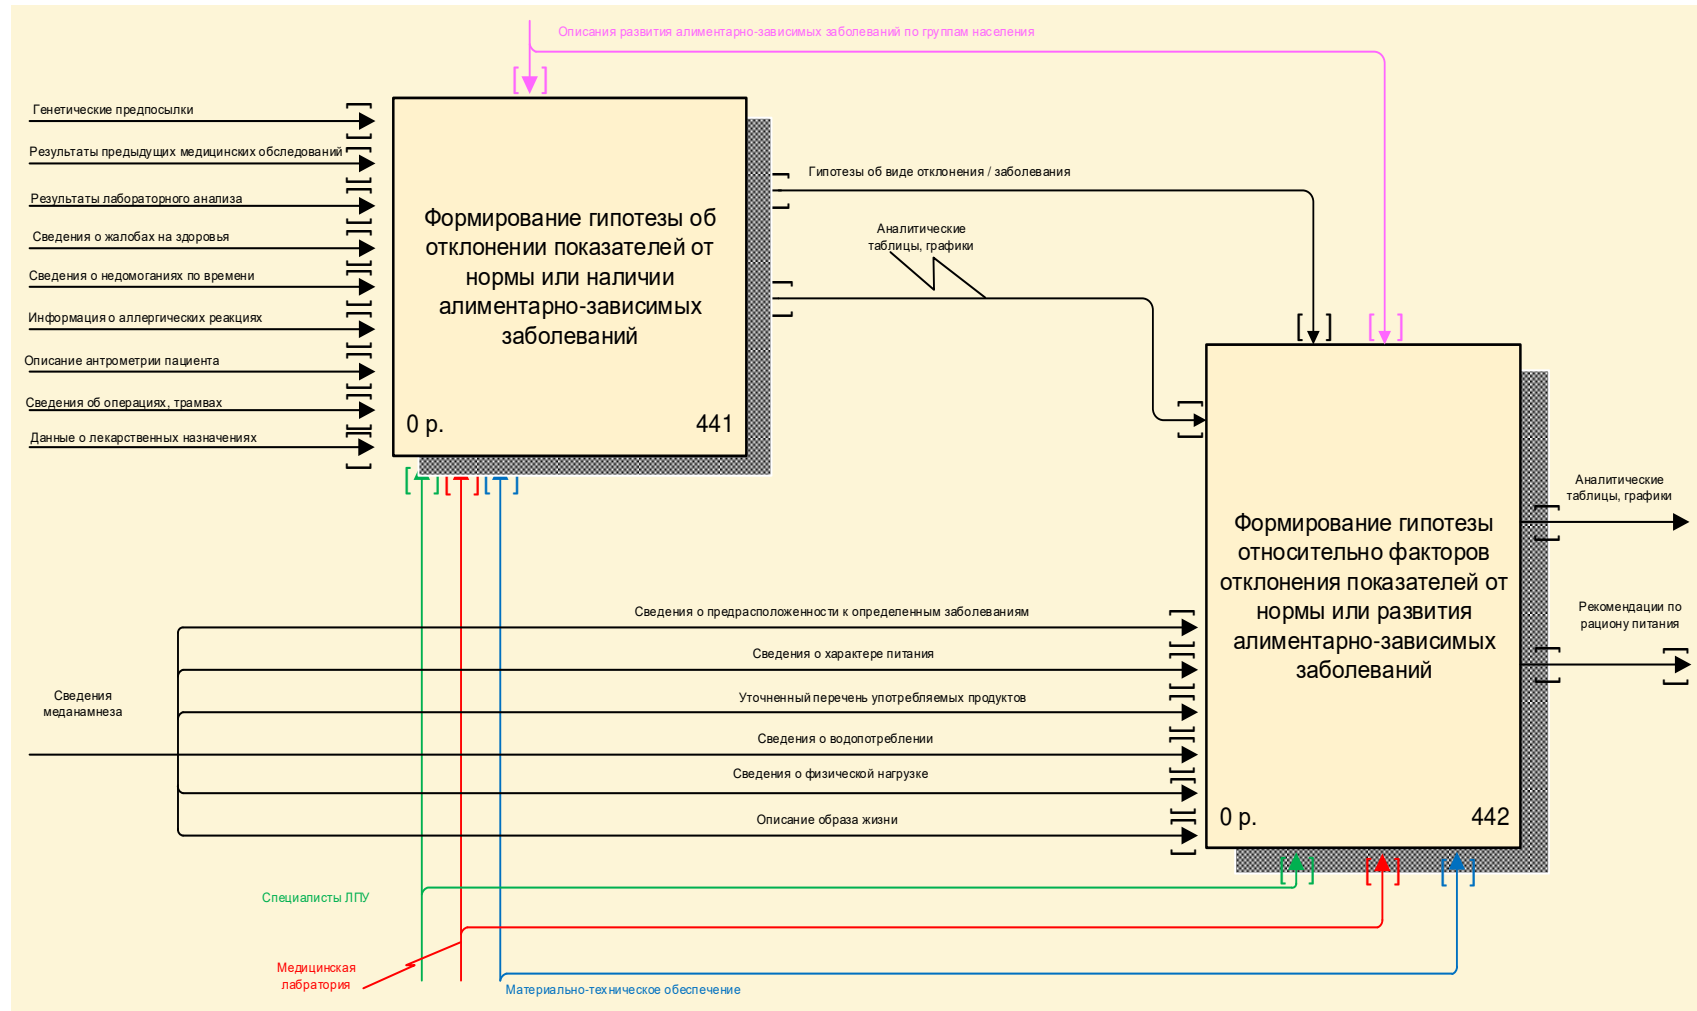 Описания развития алиментарно-зависимых заболеваний по группам населения
Генетические предпосылки
Результаты предыдущих медицинских обследований
Результаты лабораторного анализа
Сведения о жалобах на здоровья
Сведения о недомоганиях по времени
Информация о аллергических реакциях
Описание антрометрии пациента
Сведения об операциях, трамвах
Данные о лекарственных назначениях
Формирование гипотезы об
отклонении показателей от
нормы или наличии
алиментарно-зависимых
заболеваний
0 р.
441
Гипотезы об виде отклонения / заболевания
Аналитические
таблицы, графики
Формирование гипотезы
относительно факторов
отклонения показателей от
нормы или развития
алиментарно-зависимых
заболеваний
0 р.
442
Аналитические
таблицы, графики
Рекомендации по
рациону питания
Сведения о предрасположенности к определенным заболеваниям
Сведения о характере питания
Уточненный перечень употребляемых продуктов
Сведения о водопотреблении
Сведения о физической нагрузке
Описание образа жизни
Сведения
меданамнеза
Специалисты ЛПУ
Медицинская
лабратория
Материально-техническое обеспечение